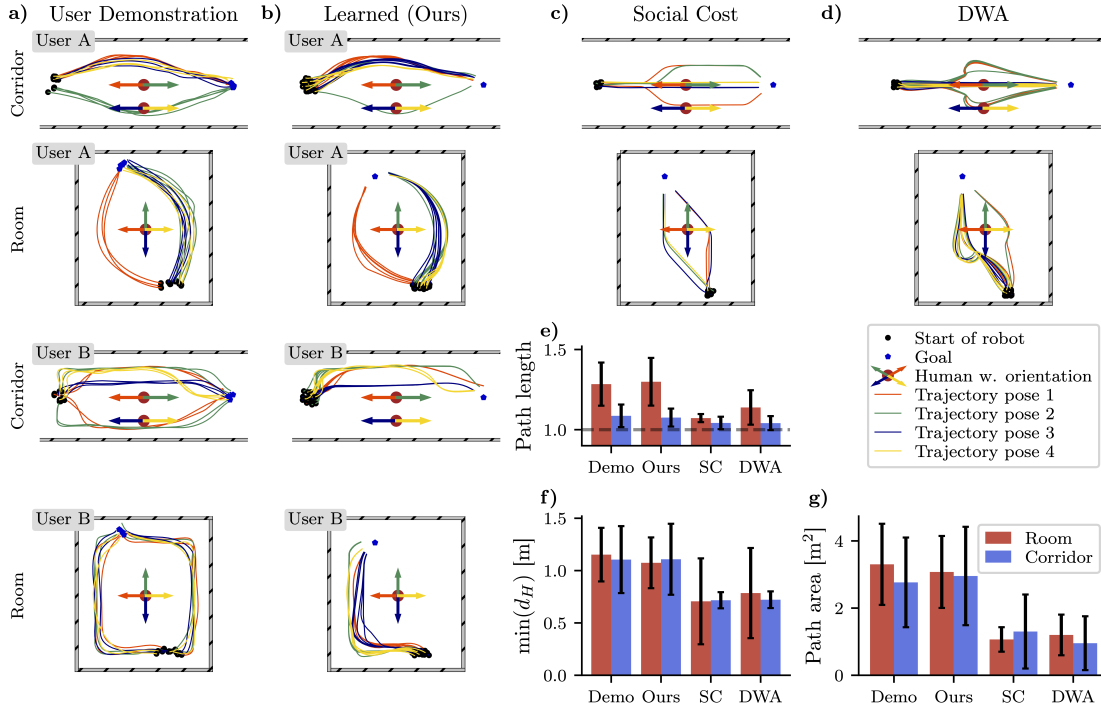 a) User Demonstration b) Learned (Ours) c) Social Cost d) DWA
Corridor
User A
User A
Room
User A
User A
Corridor
User B
User B
Room
User B
User B
e)
Path length
1.5
1.0
Demo Ours SC DWA
Start of robot
Goal
Human w. orientation
Trajectory pose 1
Trajectory pose 2
Trajectory pose 3
Trajectory pose 4
f)
min(d_H) [m]
1.5
1.0
0.5
0.0
Demo Ours SC DWA
g)
Path area [m²]
4
2
0
Room
Corridor
Demo Ours SC DWA